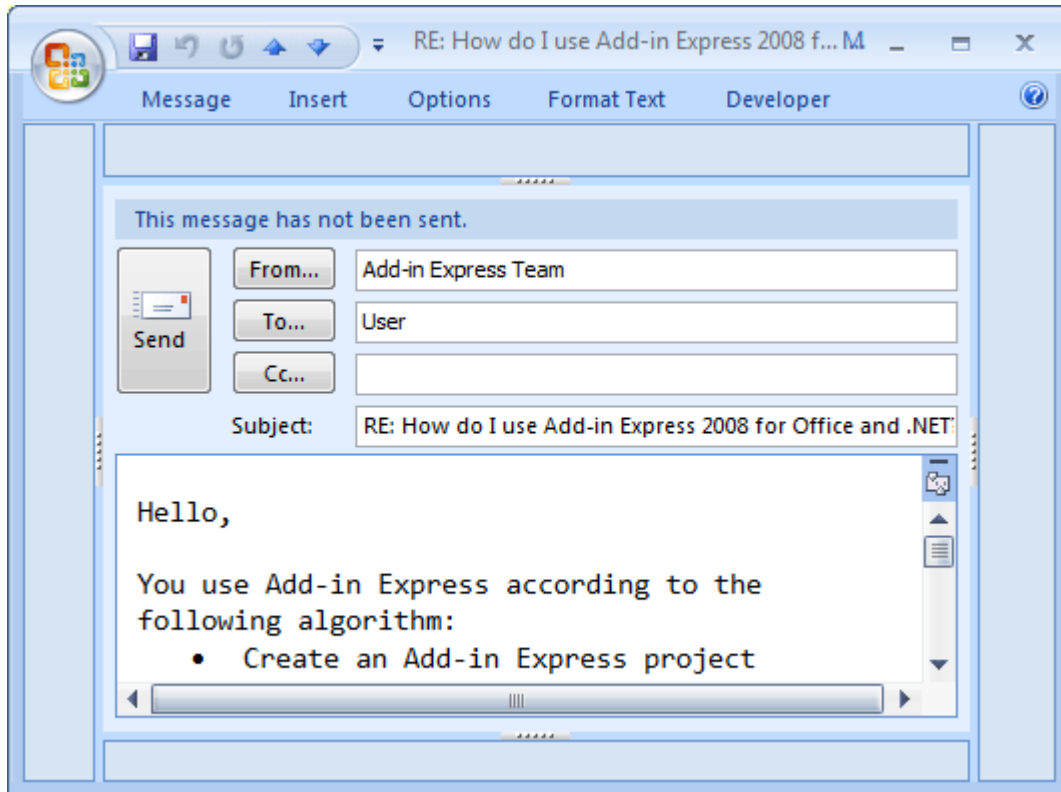 RE: How do I use Add-in Express 2008 f... M
Message Insert Options Format Text Developer
This message has not been sent.
Send
From... Add-in Express Team
To... User
Cc...
Subject: RE: How do I use Add-in Express 2008 for Office and .NET
Hello,
You use Add-in Express according to the
following algorithm:
• Create an Add-in Express project